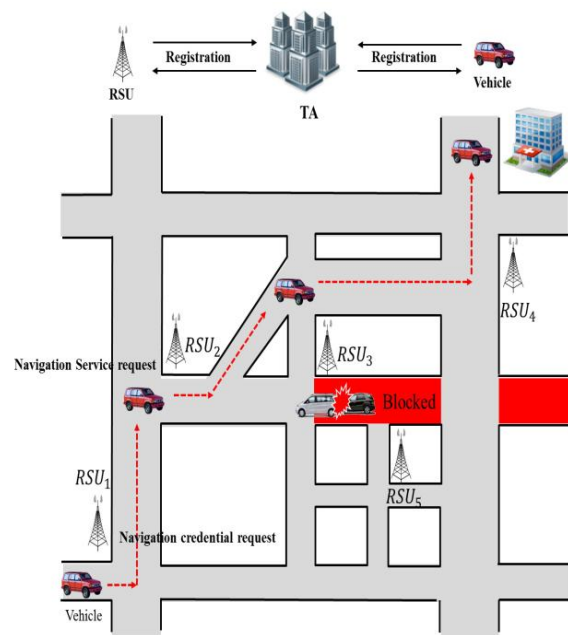 Registration
Registration
RSU
TA
Vehicle
RSU₄
RSU₂
RSU₃
Navigation Service request
Blocked
RSU₁
RSU₅
Navigation credential request
Vehicle